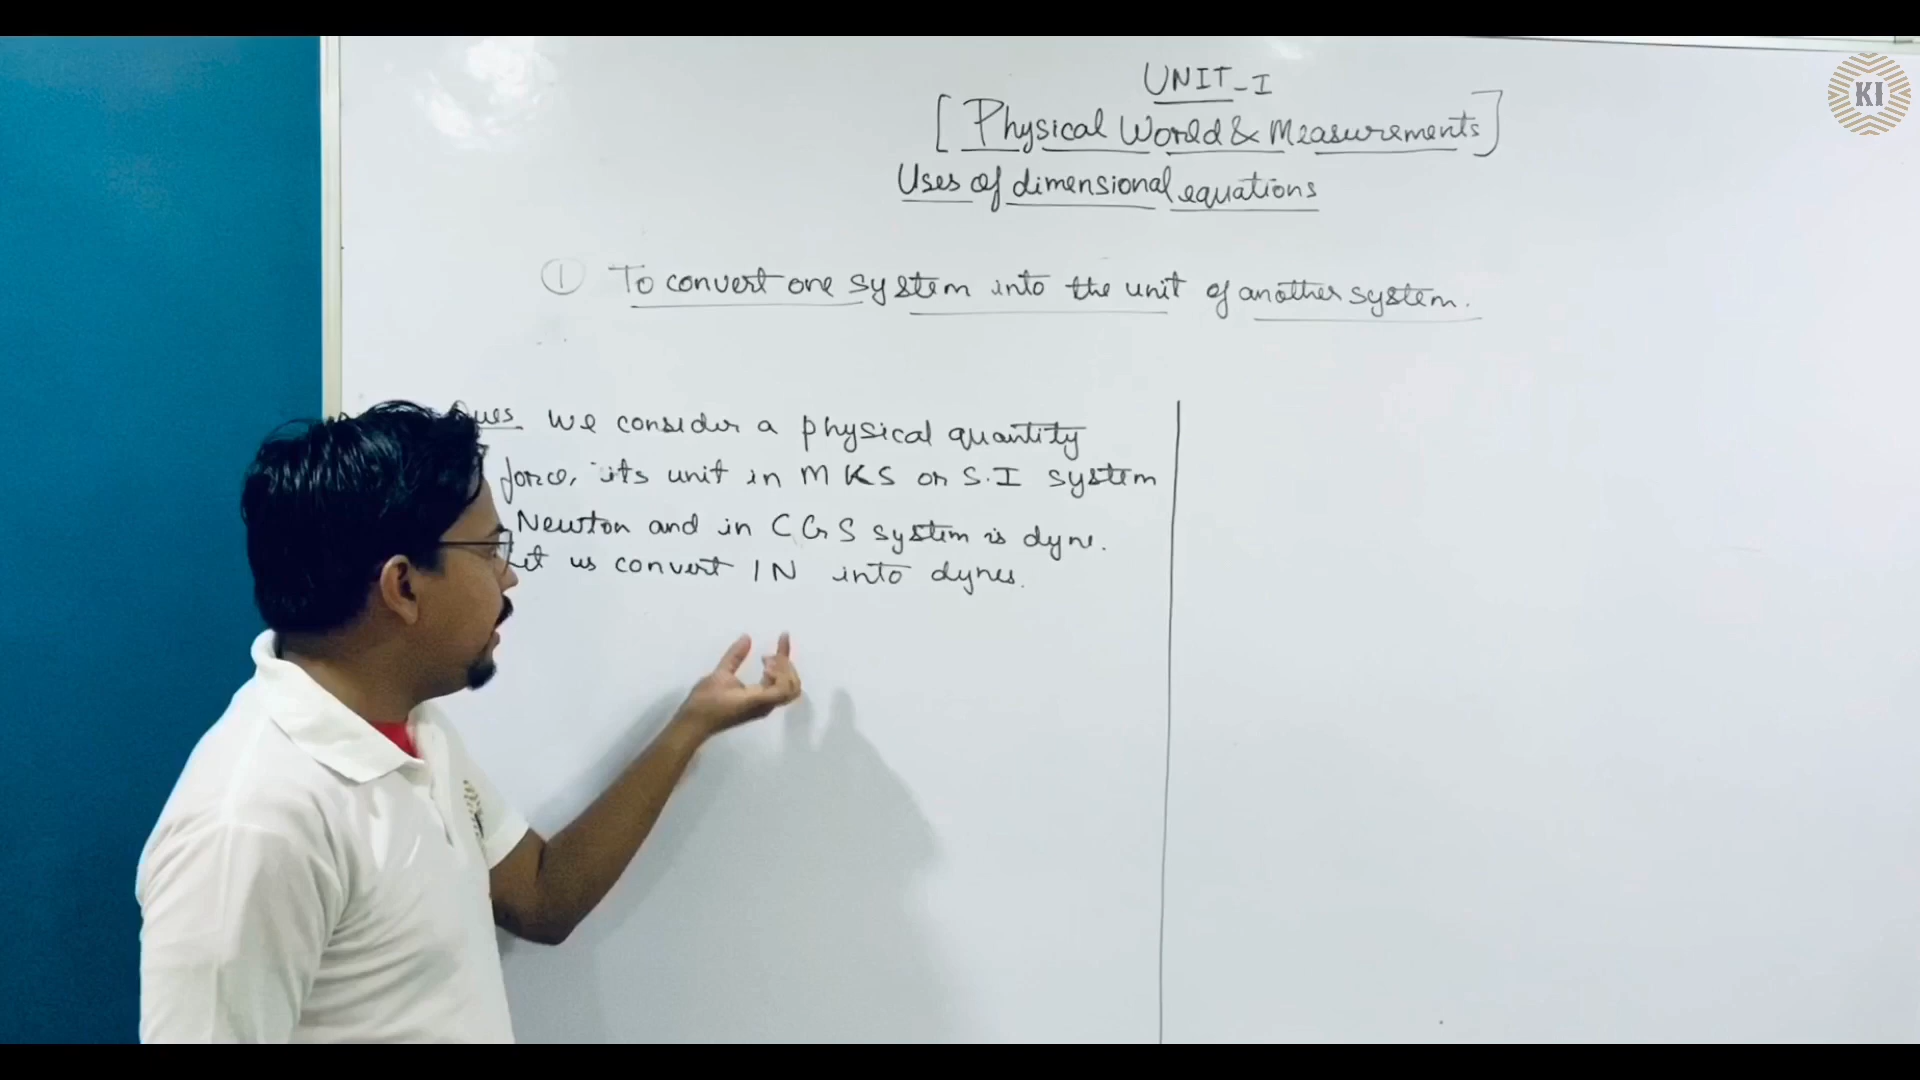 KI
UNIT-I
[Physical World & Measurements]
Uses of dimensional equations
① To convert one system into the unit of another system.
Ques. We consider a physical quantity
force, its unit in MKS or S.I system
Newton and in CGS system is dyne.
Let us convert 1N into dynes.